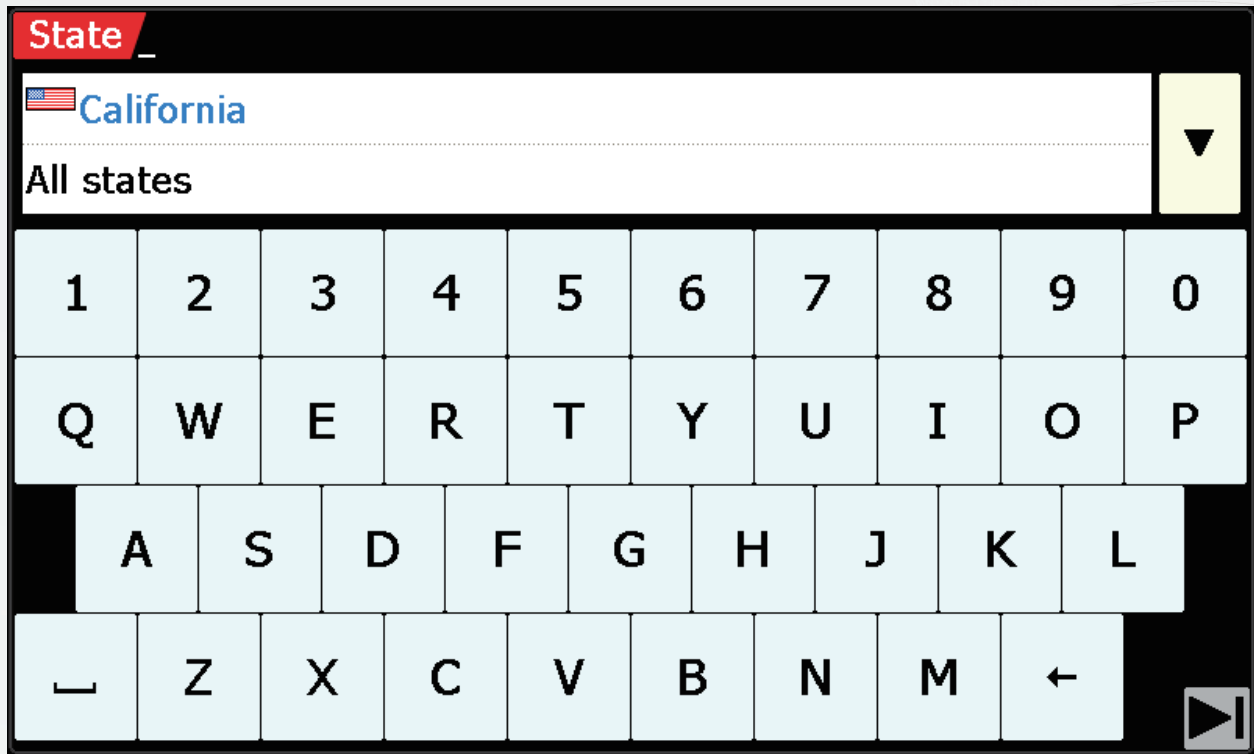 State _
California
All states
1 2 3 4 5 6 7 8 9 0
Q W E R T Y U I O P
A S D F G H J K L
Z X C V B N M ←